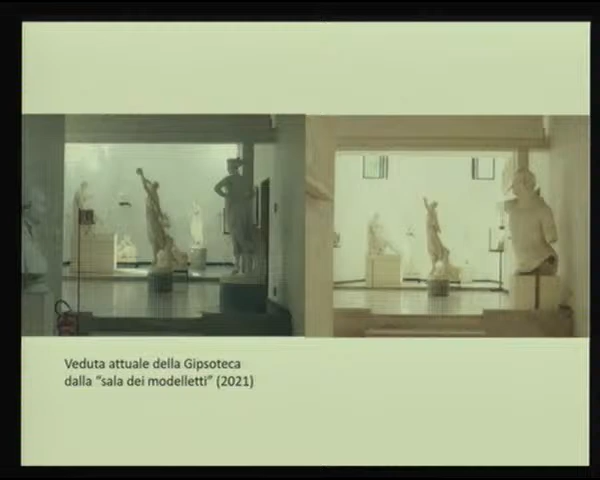 Veduta attuale della Gipsoteca
dalla “sala dei modelletti” (2021)